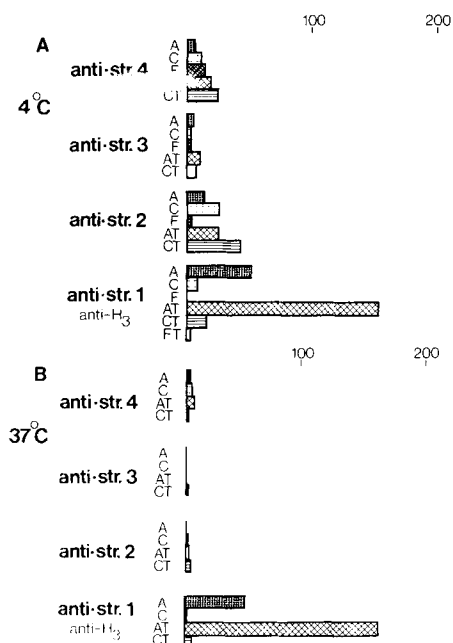 100 200
A
4°C
anti-str.4
A
C
F
CT
anti-str.3
A
C
F
AT
CT
anti-str.2
A
C
F
AT
CT
anti-str.1
anti-H3
A
C
F
AT
CT
FT
100 200
B
37°C
anti-str.4
A
C
AT
CT
anti-str.3
A
C
AT
CT
anti-str.2
A
C
AT
CT
anti-str.1
anti-H3
A
C
AT
CT